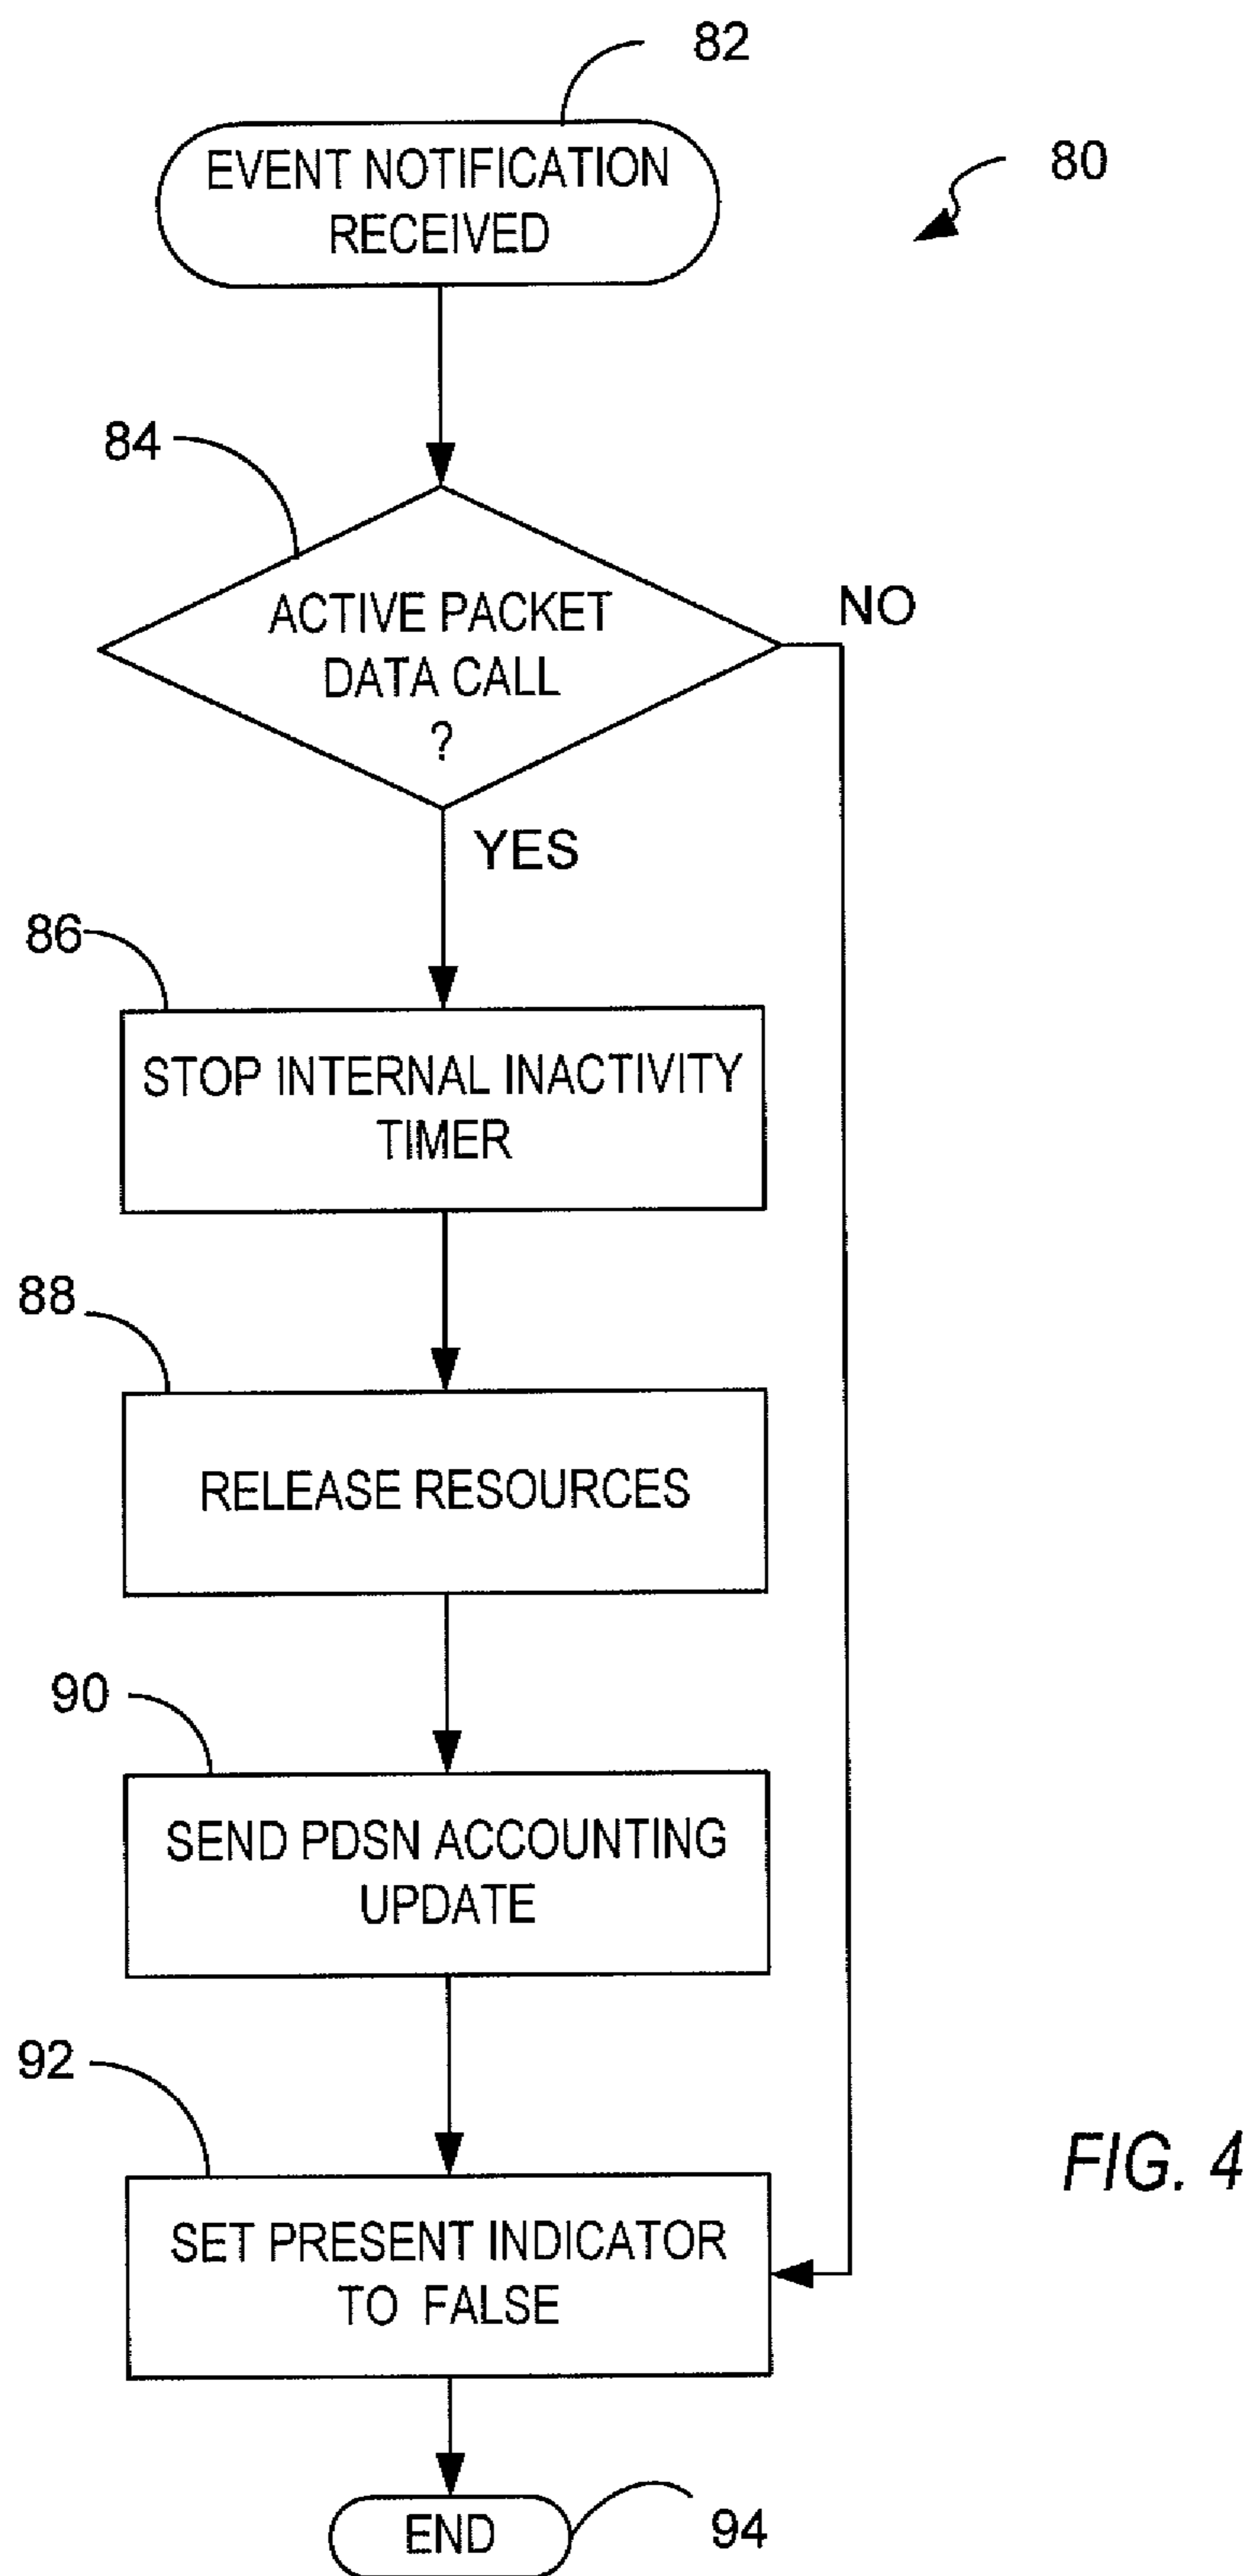 82
EVENT NOTIFICATION
RECEIVED
80
84
ACTIVE PACKET
DATA CALL
?
NO
YES
86
STOP INTERNAL INACTIVITY
TIMER
88
RELEASE RESOURCES
90
SEND PDSN ACCOUNTING
UPDATE
92
SET PRESENT INDICATOR
TO FALSE
FIG. 4
END
94